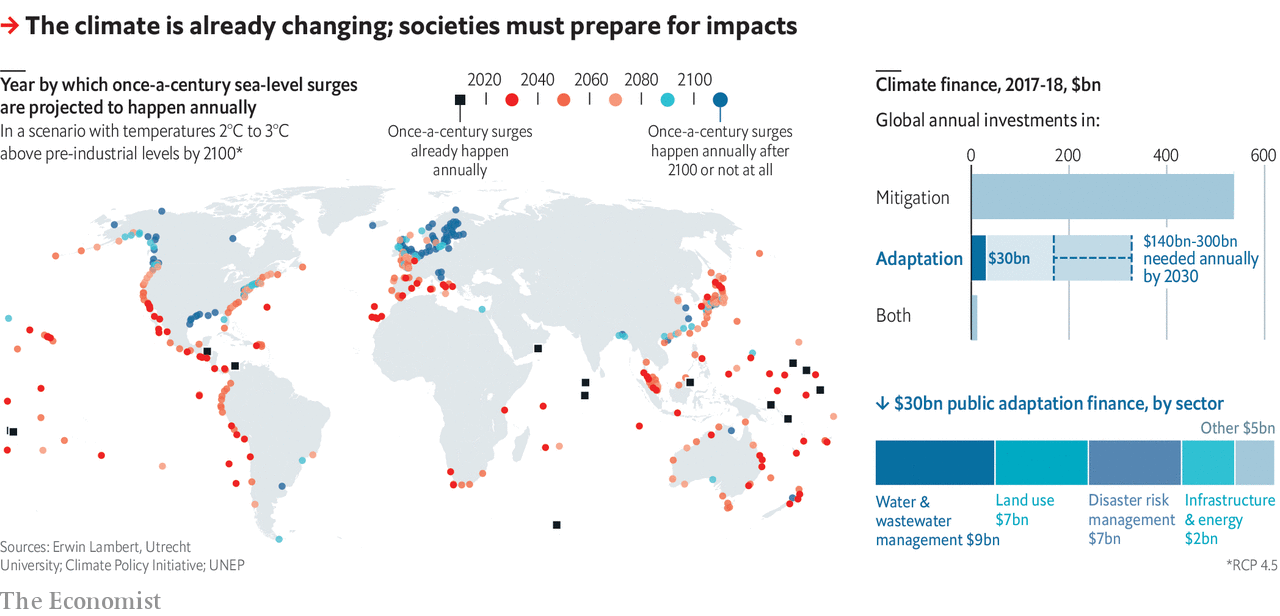 → The climate is already changing; societies must prepare for impacts
Year by which once-a-century sea-level surges
are projected to happen annually
In a scenario with temperatures 2°C to 3°C
above pre-industrial levels by 2100*
2020 2040 2060 2080 2100
Once-a-century surges
already happen
annually
Once-a-century surges
happen annually after
2100 or not at all
Sources: Erwin Lambert, Utrecht
University; Climate Policy Initiative; UNEP
The Economist
Climate finance, 2017-18, $bn
Global annual investments in:
0 200 400 600
Mitigation
Adaptation
$30bn
$140bn-300bn
needed annually
by 2030
Both
↓ $30bn public adaptation finance, by sector
Other $5bn
Water &
wastewater
management $9bn
Land use
$7bn
Disaster risk
management
$7bn
Infrastructure
& energy
$2bn
*RCP 4.5